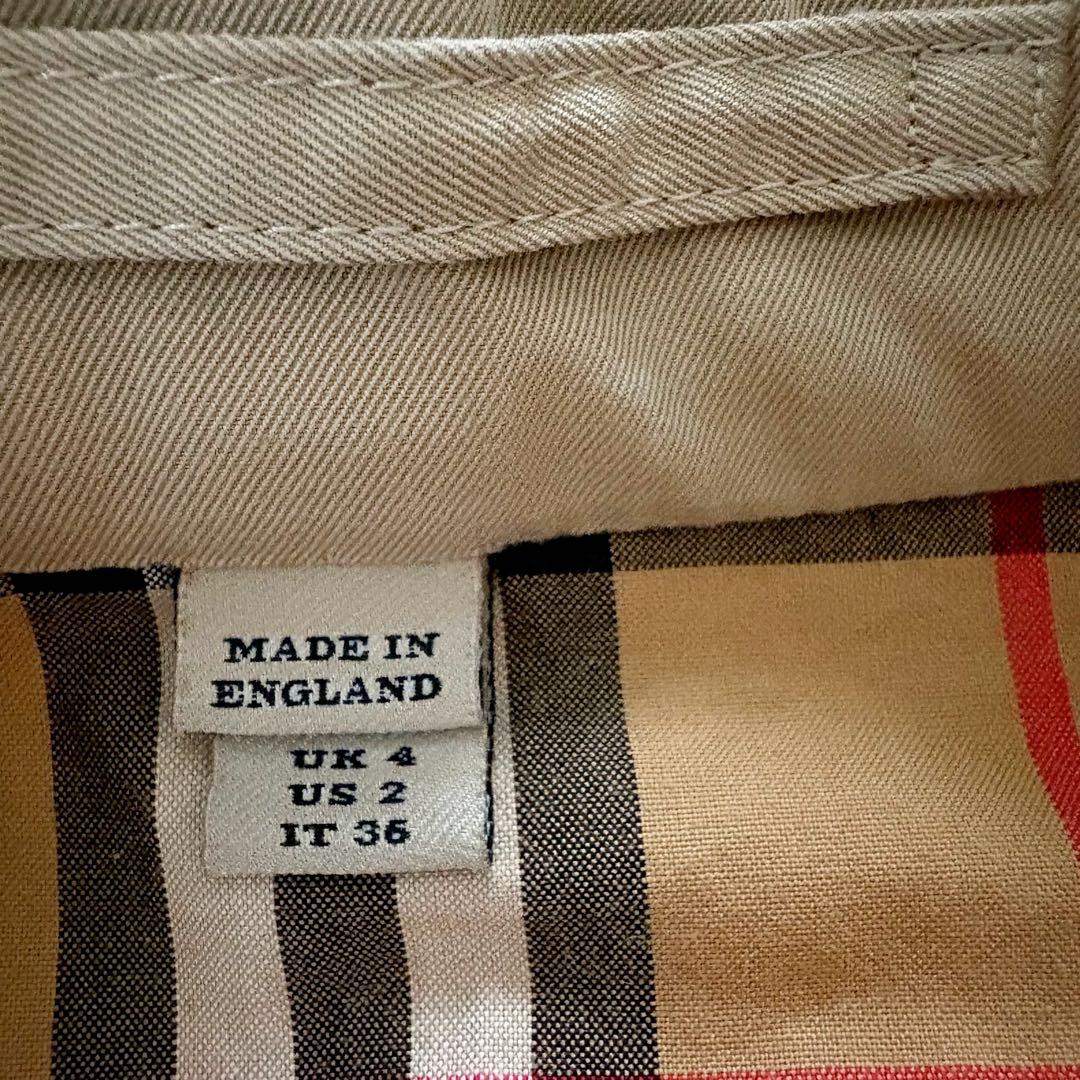 MADE IN
ENGLAND
UK 4
US 2
IT 36